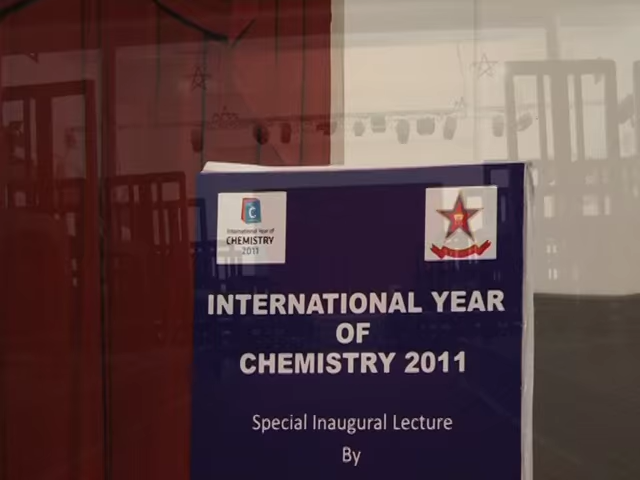 International Year of
CHEMISTRY
2011
INTERNATIONAL YEAR
OF
CHEMISTRY 2011
Special Inaugural Lecture
By